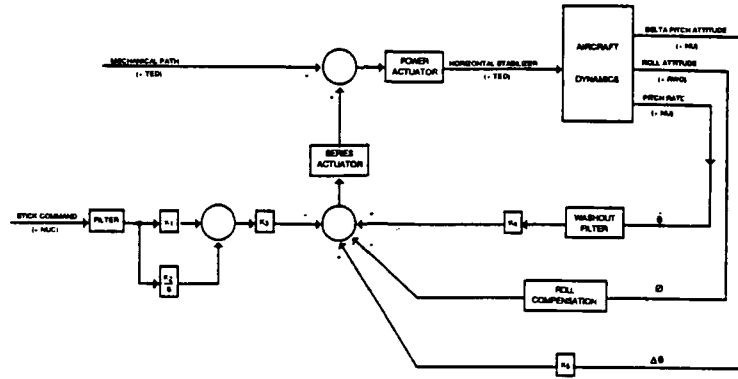 DELTA PITCH ATTITUDE
(- NU)
AIRCRAFT
DYNAMICS
ROLL ATTITUDE
(- RWD)
PITCH RATE
(- NU)
MECHANICAL PATH
(- TED)
POWER
ACTUATOR
HORIZONTAL STABILIZER
(- TED)
SERIES
ACTUATOR
STICK COMMAND
(- NUC)
FILTER
K1
K3
K2
S
K4
WASHOUT
FILTER
θ̇
ROLL
COMPENSATION
Ø
K5
Δθ